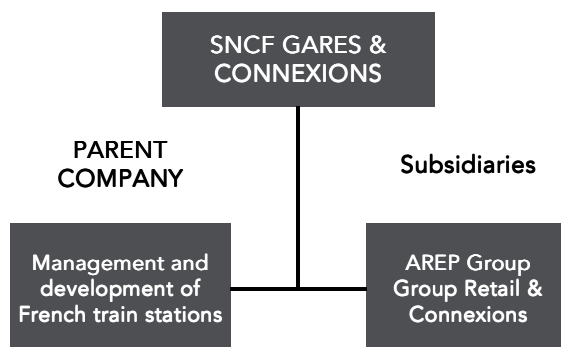 SNCF GARES &
CONNEXIONS
PARENT
COMPANY
Subsidiaries
Management and
development of
French train stations
AREP Group
Group Retail &
Connexions